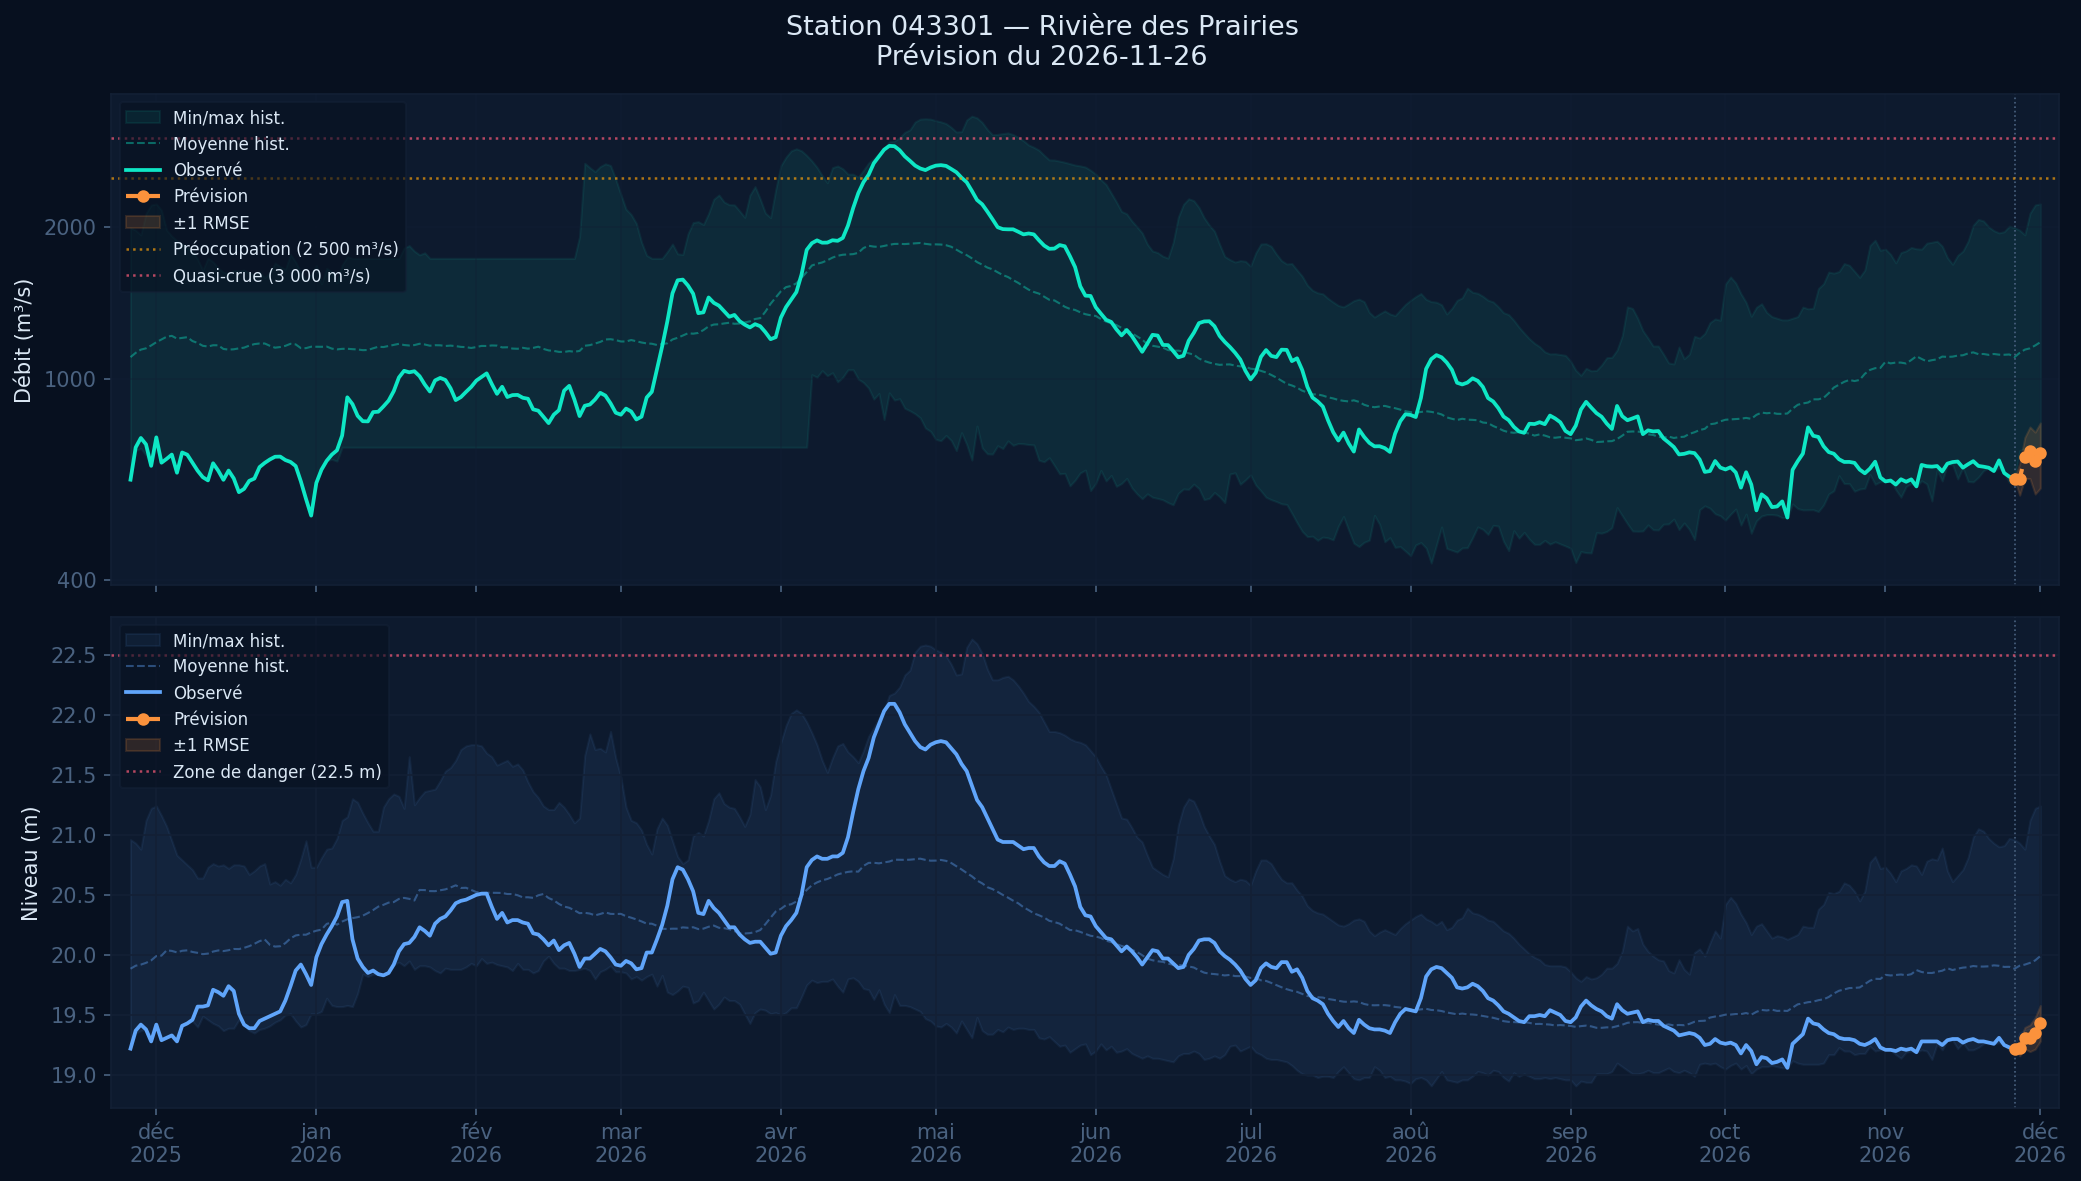 Station 043301 — Rivière des Prairies
Prévision du 2026-11-26
Min/max hist.
Moyenne hist.
Observé
Prévision
±1 RMSE
Préoccupation (2 500 m³/s)
Quasi-crue (3 000 m³/s)
Débit (m³/s)
2000
1000
400
Min/max hist.
Moyenne hist.
Observé
Prévision
±1 RMSE
Zone de danger (22.5 m)
Niveau (m)
22.5
22.0
21.5
21.0
20.5
20.0
19.5
19.0
déc jan fév mar avr mai jun jul aoû sep oct nov déc
2025 2026 2026 2026 2026 2026 2026 2026 2026 2026 2026 2026 2026